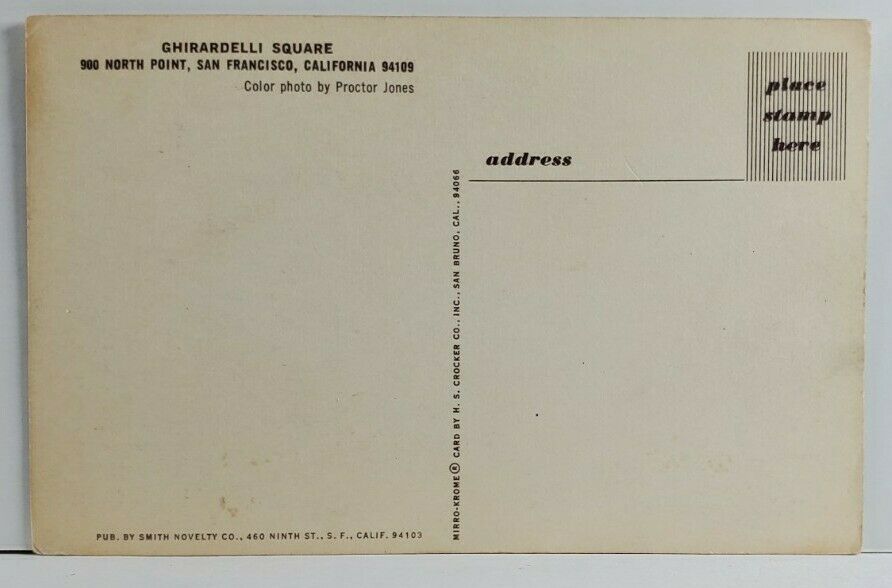 GHIRARDELLI SQUARE
900 NORTH POINT, SAN FRANCISCO, CALIFORNIA 94109
Color photo by Proctor Jones
place
stamp
here
address
MIRRO-KROME® CARD BY H. S. CROCKER CO., INC., SAN BRUNO, CAL., 94066
PUB. BY SMITH NOVELTY CO., 460 NINTH ST., S. F., CALIF. 94103